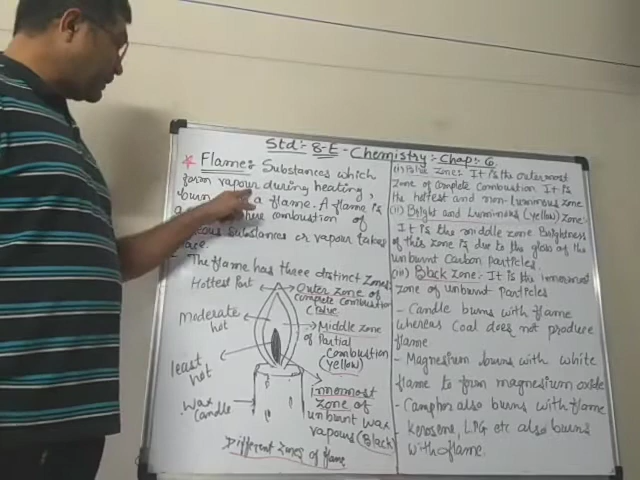 Std:- 8-E - Chemistry:- Chap: 6
* Flame:- Substances which
form vapour during heating,
burn a flame. A flame is
combustion of
Substances or vapour takes
- The flame has three distinct zones
Hottest Part
Outer zone of
complete combustion
(blue)
Moderate
hot
Middle zone
of Partial
Combustion
(yellow)
least
hot
Wax
Candle
innermost
zone of
unburnt wax
vapours (Black)
Different zones of flame
(i) Blue zone:- It is the outermost
zone of complete combustion. It is
the hottest and non-luminous zone
(ii) Bright and Luminous (yellow) zone:-
It is the middle zone Brightness
of this zone is due to the glow of the
unburnt Carbon particles.
(iii) Black zone:- It is the innermost
zone of unburnt particles
- Candle burns with flame
whereas Coal does not produce
flame
- Magnesium burns with white
flame to form magnesium oxide
- Camphor also burns with flame
- Kerosene, LPG etc also burns
with flame.